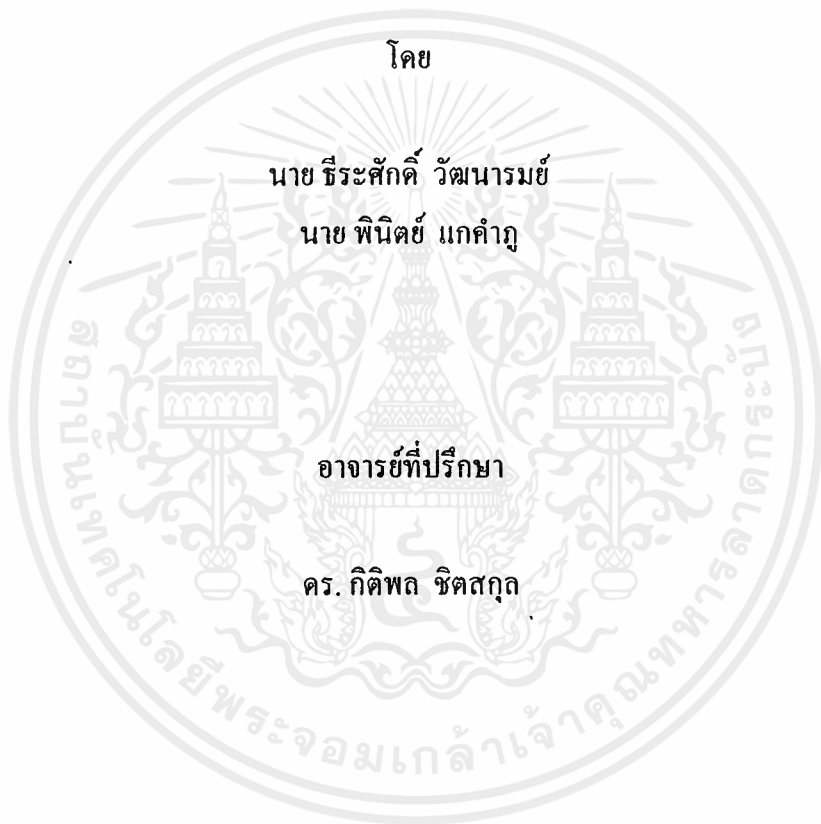 โดย
นาย ธีระศักดิ์ วัฒนารมย์
นาย พินิตย์ แกคำภู
อาจารย์ที่ปรึกษา
ดร. กิติพล ชิตสกุล
สถาบันเทคโนโลยีพระจอมเกล้าเจ้าคุณทหารลาดกระบัง